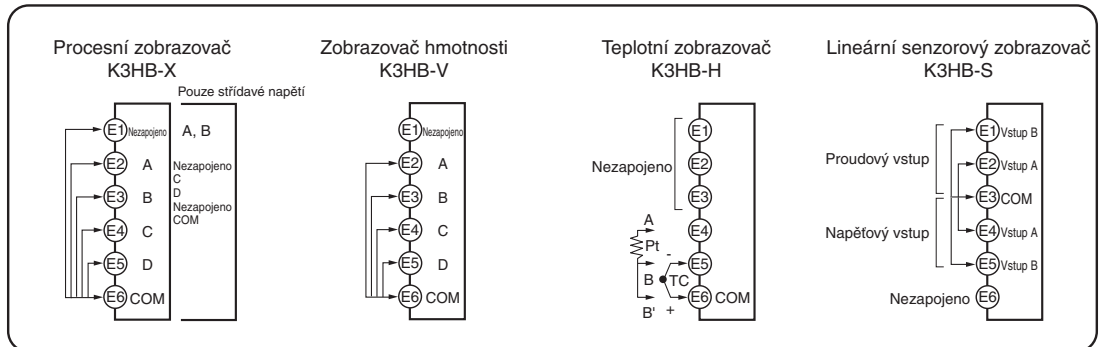 Procesní zobrazovač
K3HB-X
Pouze střídavé napětí
E1 Nezapojeno A, B
E2 A Nezapojeno
E3 B C
D
E4 C Nezapojeno
COM
E5 D
E6 COM
Zobrazovač hmotnosti
K3HB-V
E1 Nezapojeno
E2 A
E3 B
E4 C
E5 D
E6 COM
Teplotní zobrazovač
K3HB-H
E1
Nezapojeno E2
E3
A
E4
Pt
- E5
B TC
E6 COM
B' +
Lineární senzorový zobrazovač
K3HB-S
E1 Vstup B
Proudový vstup
E2 Vstup A
E3 COM
Napěťový vstup
E4 Vstup A
E5 Vstup B
Nezapojeno E6